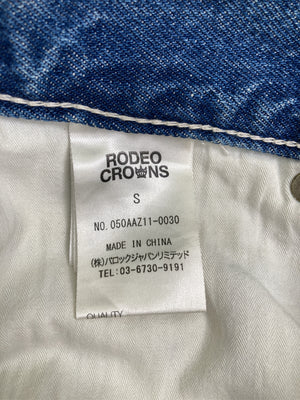 RODEO
CROWNS
S
NO.050AAZ11-0030
MADE IN CHINA
(株)バロックジャパンリミテッド
TEL:03-6730-9191
QUALITY